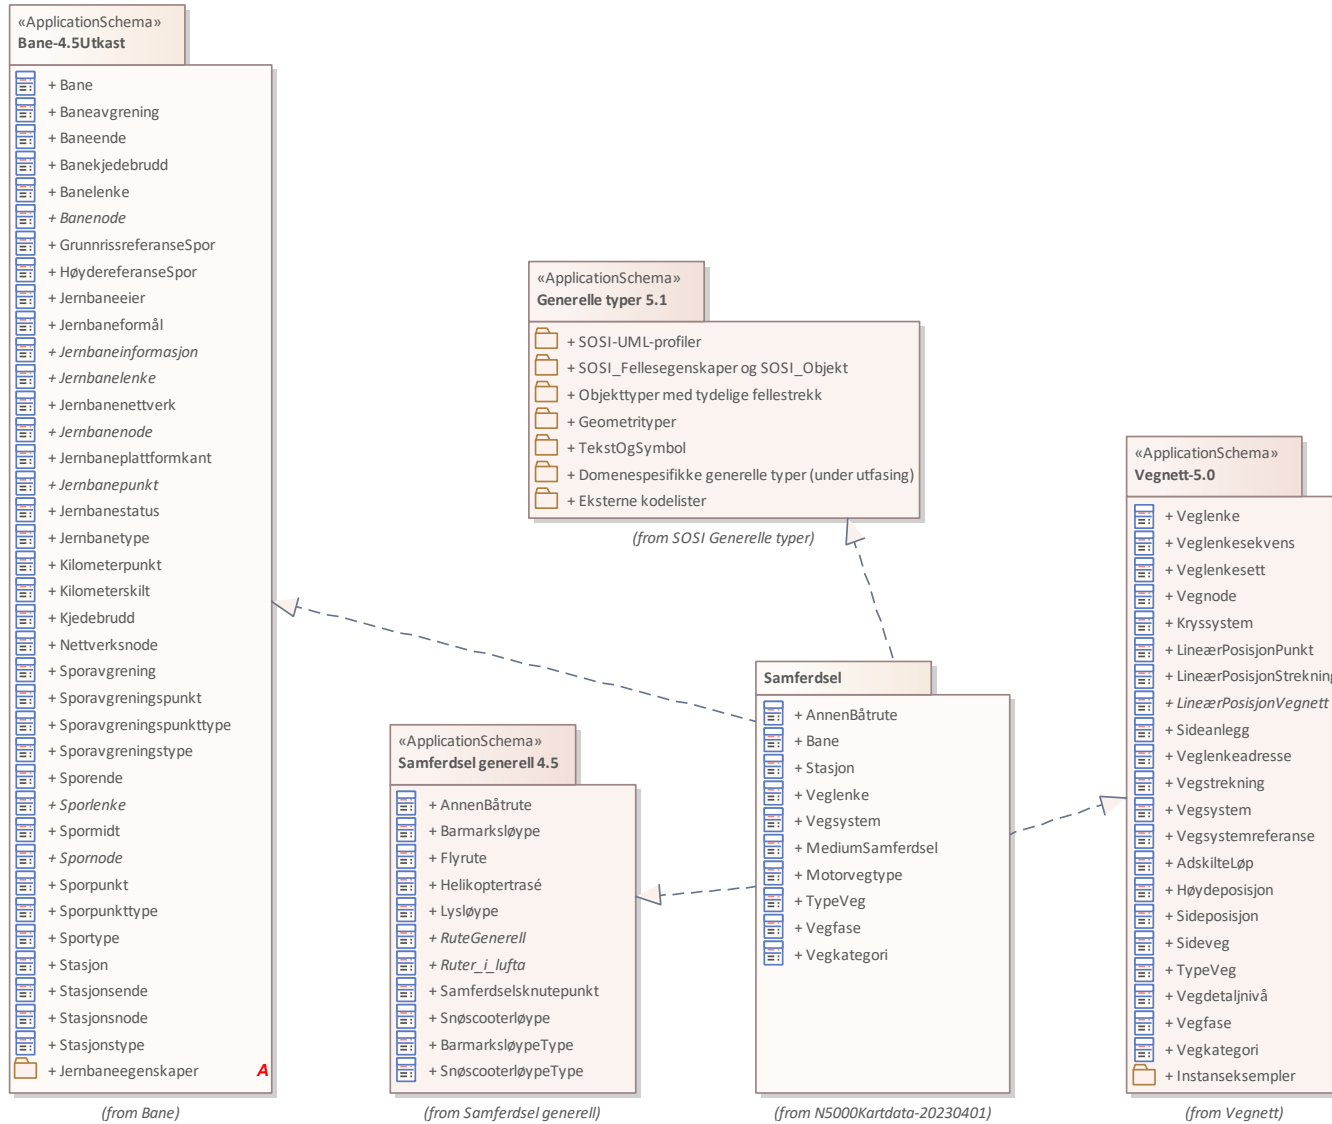 «ApplicationSchema»
Bane-4.5Utkast
+ Bane
+ Baneavgrening
+ Baneende
+ Banekjedebrudd
+ Banelenke
+ Banenode
+ GrunnrissreferanseSpor
+ HøydereferanseSpor
+ Jernbaneeier
+ Jernbaneformål
+ Jernbaneinformasjon
+ Jernbanelenke
+ Jernbanenettverk
+ Jernbanenode
+ Jernbaneplattformkant
+ Jernbanepunkt
+ Jernbanestatus
+ Jernbanetype
+ Kilometerpunkt
+ Kilometerskilt
+ Kjedebrudd
+ Nettverksnode
+ Sporavgrening
+ Sporavgreningspunkt
+ Sporavgreningspunkttype
+ Sporavgreningstype
+ Sporende
+ Sporlenke
+ Spormidt
+ Spornode
+ Sporpunkt
+ Sporpunkttype
+ Sportype
+ Stasjon
+ Stasjonsende
+ Stasjonsnode
+ Stasjonstype
+ Jernbaneegenskaper A
(from Bane)
«ApplicationSchema»
Generelle typer 5.1
+ SOSI-UML-profiler
+ SOSI_Fellesegenskaper og SOSI_Objekt
+ Objekttyper med tydelige fellestrekk
+ Geometrityper
+ TekstOgSymbol
+ Domenespesifikke generelle typer (under utfasing)
+ Eksterne kodelister
(from SOSI Generelle typer)
«ApplicationSchema»
Samferdsel generell 4.5
+ AnnenBåtrute
+ Barmarksløype
+ Flyrute
+ Helikoptertrasé
+ Lysløype
+ RuteGenerell
+ Ruter_i_lufta
+ Samferdselsknutepunkt
+ Snøscooterløype
+ BarmarksløypeType
+ SnøscooterløypeType
(from Samferdsel generell)
Samferdsel
+ AnnenBåtrute
+ Bane
+ Stasjon
+ Veglenke
+ Vegsystem
+ MediumSamferdsel
+ Motorvegtype
+ TypeVeg
+ Vegfase
+ Vegkategori
(from N5000Kartdata-20230401)
«ApplicationSchema»
Vegnett-5.0
+ Veglenke
+ Veglenkesekvens
+ Veglenkesett
+ Vegnode
+ Kryssystem
+ LineærPosisjonPunkt
+ LineærPosisjonStrekning
+ LineærPosisjonVegnett
+ Sideanlegg
+ Veglenkeadresse
+ Vegstrekning
+ Vegsystem
+ Vegsystemreferanse
+ AdskilteLøp
+ Høydeposisjon
+ Sideposisjon
+ Sideveg
+ TypeVeg
+ Vegdetaljnivå
+ Vegfase
+ Vegkategori
+ Instanseksempler
(from Vegnett)